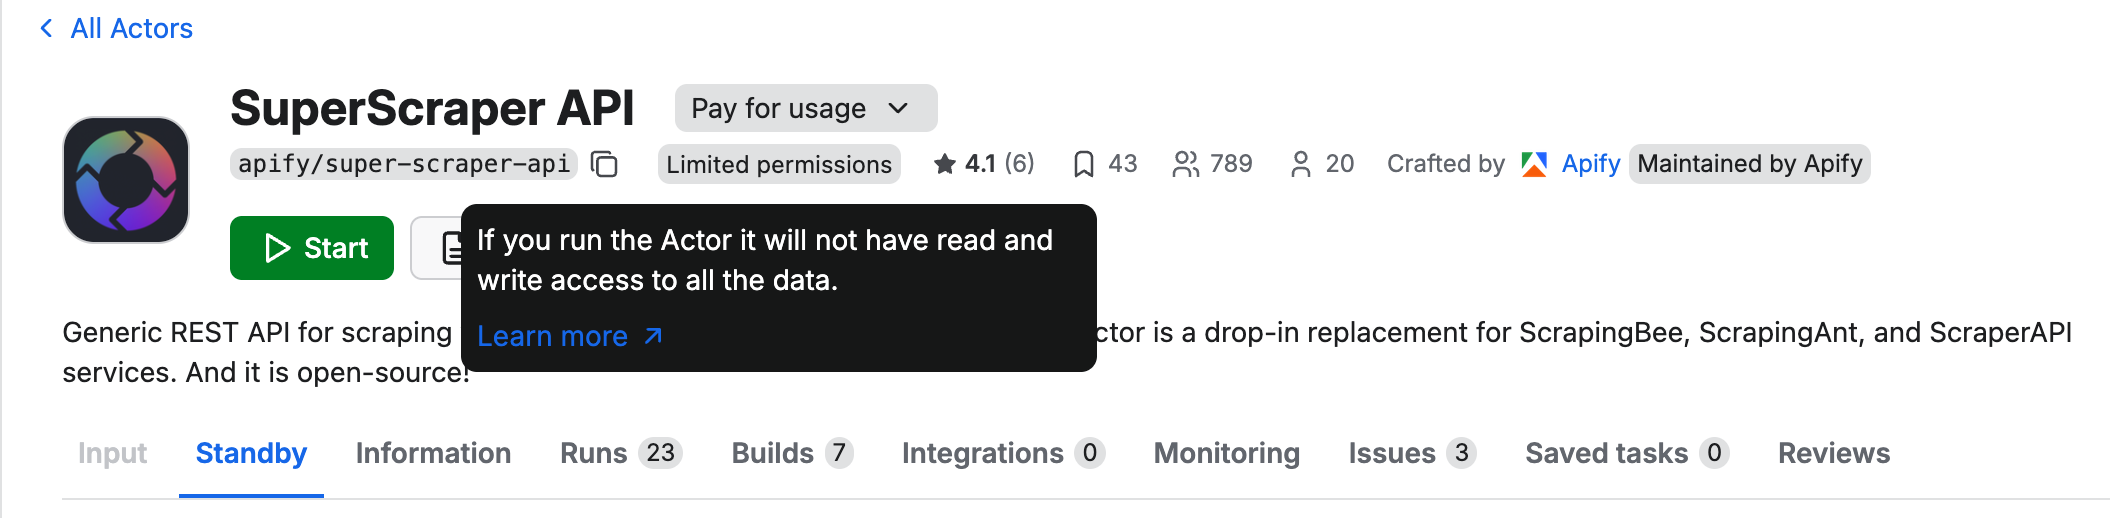 All Actors
SuperScraper API
Pay for usage
apify/super-scraper-api
Limited permissions
4.1 (6)
43
789
20
Crafted by
Apify
Maintained by Apify
Start
If you run the Actor it will not have read and
write access to all the data.
Learn more
Generic REST API for scraping
ctor is a drop-in replacement for ScrapingBee, ScrapingAnt, and ScraperAPI
services. And it is open-source!
Input
Standby
Information
Runs 23
Builds 7
Integrations 0
Monitoring
Issues 3
Saved tasks 0
Reviews